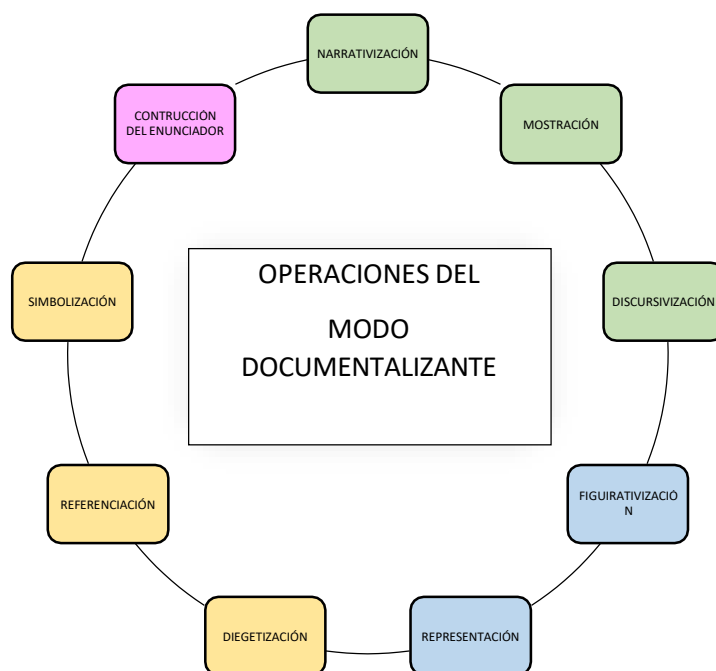 NARRATIVIZACIÓN
MOSTRACIÓN
DISCURSIVIZACIÓN
FIGUIRATIVIZACIÓ
N
REPRESENTACIÓN
DIEGETIZACIÓN
REFERENCIACIÓN
SIMBOLIZACIÓN
CONTRUCCIÓN
DEL ENUNCIADOR
OPERACIONES DEL
MODO
DOCUMENTALIZANTE